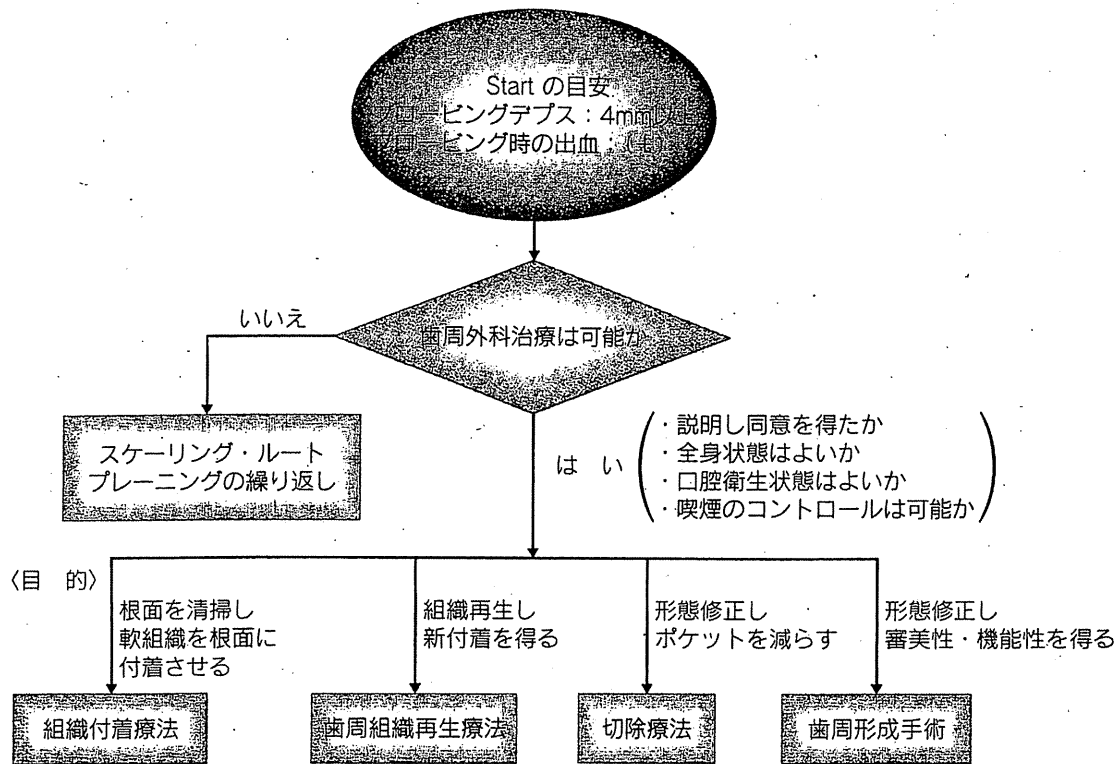 Start の目安
プロービングデプス：4mm以上
プロービング時の出血：(+)
歯周外科治療は可能か
いいえ
スケーリング・ルート
プレーニングの繰り返し
は い
・説明し同意を得たか
・全身状態はよいか
・口腔衛生状態はよいか
・喫煙のコントロールは可能か
〈目 的〉
根面を清掃し
軟組織を根面に
付着させる
組織付着療法
組織再生し
新付着を得る
歯周組織再生療法
形態修正し
ポケットを減らす
切除療法
形態修正し
審美性・機能性を得る
歯周形成手術